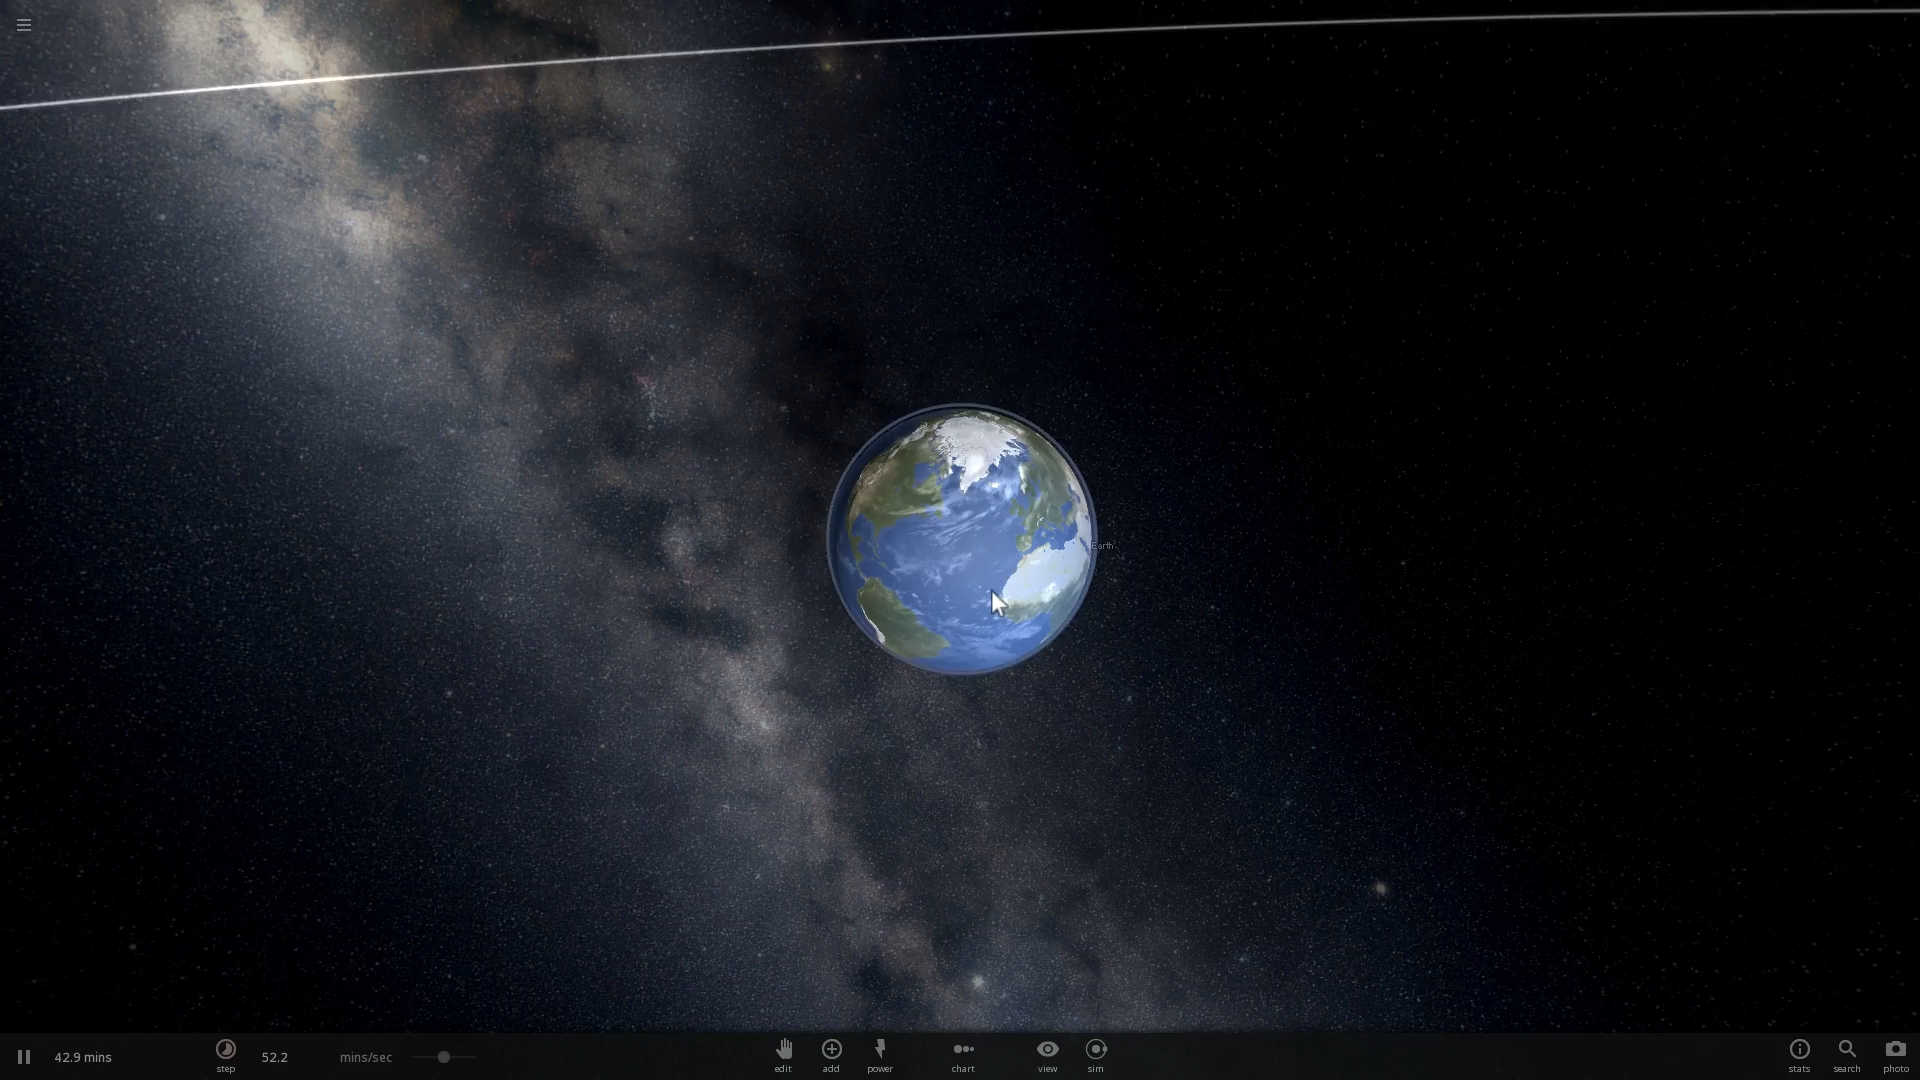 Earth
42.9 mins
step
52.2
mins/sec
edit
add
power
chart
view
sim
stats
search
photo